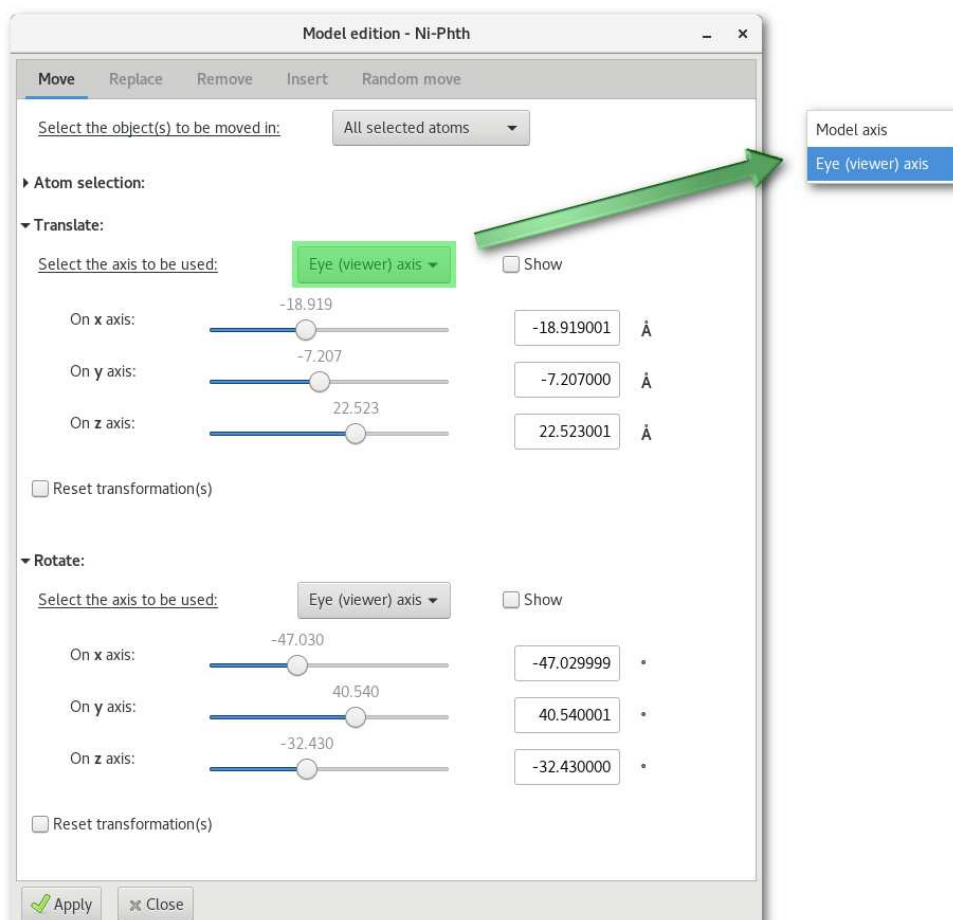 Model edition - Ni-Phth
Move Replace Remove Insert Random move
Select the object(s) to be moved in: All selected atoms
Atom selection:
Translate:
Select the axis to be used: Eye (viewer) axis Show
-18.919
On x axis: -18.919001 Å
-7.207
On y axis: -7.207000 Å
22.523
On z axis: 22.523001 Å
Reset transformation(s)
Rotate:
Select the axis to be used: Eye (viewer) axis Show
-47.030
On x axis: -47.029999 °
40.540
On y axis: 40.540001 °
-32.430
On z axis: -32.430000 °
Reset transformation(s)
Apply Close
Model axis
Eye (viewer) axis